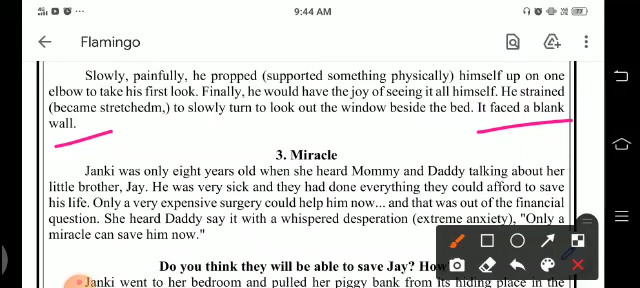 9:44 AM
Flamingo
Slowly, painfully, he propped (supported something physically) himself up on one
elbow to take his first look. Finally, he would have the joy of seeing it all himself. He strained
(became stretchedm,) to slowly turn to look out the window beside the bed. It faced a blank
wall.
3. Miracle
Janki was only eight years old when she heard Mommy and Daddy talking about her
little brother, Jay. He was very sick and they had done everything they could afford to save
his life. Only a very expensive surgery could help him now... and that was out of the financial
question. She heard Daddy say it with a whispered desperation (extreme anxiety), "Only a
miracle can save him now."
Do you think they will be able to save Jay? How
Janki went to her bedroom and pulled her piggy bank from its hiding place in the